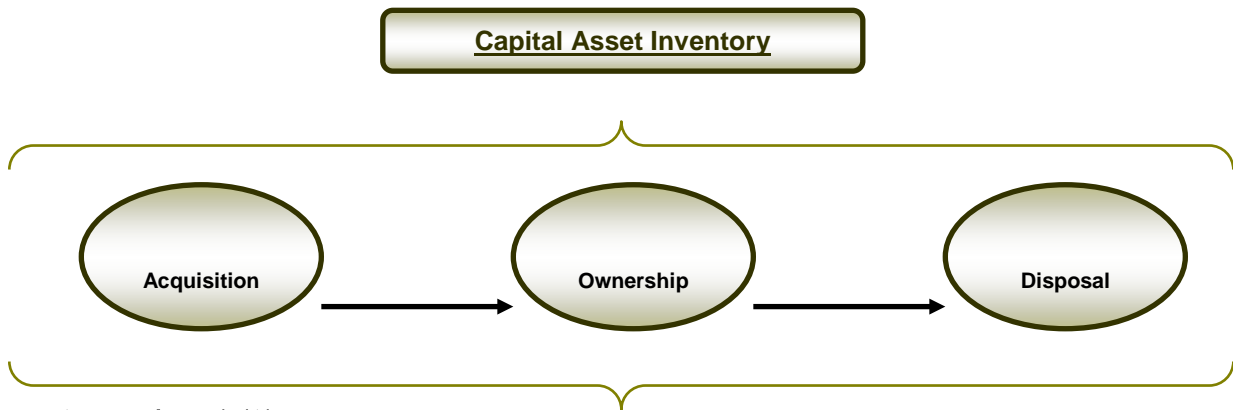 Capital Asset Inventory
Acquisition
Ownership
Disposal